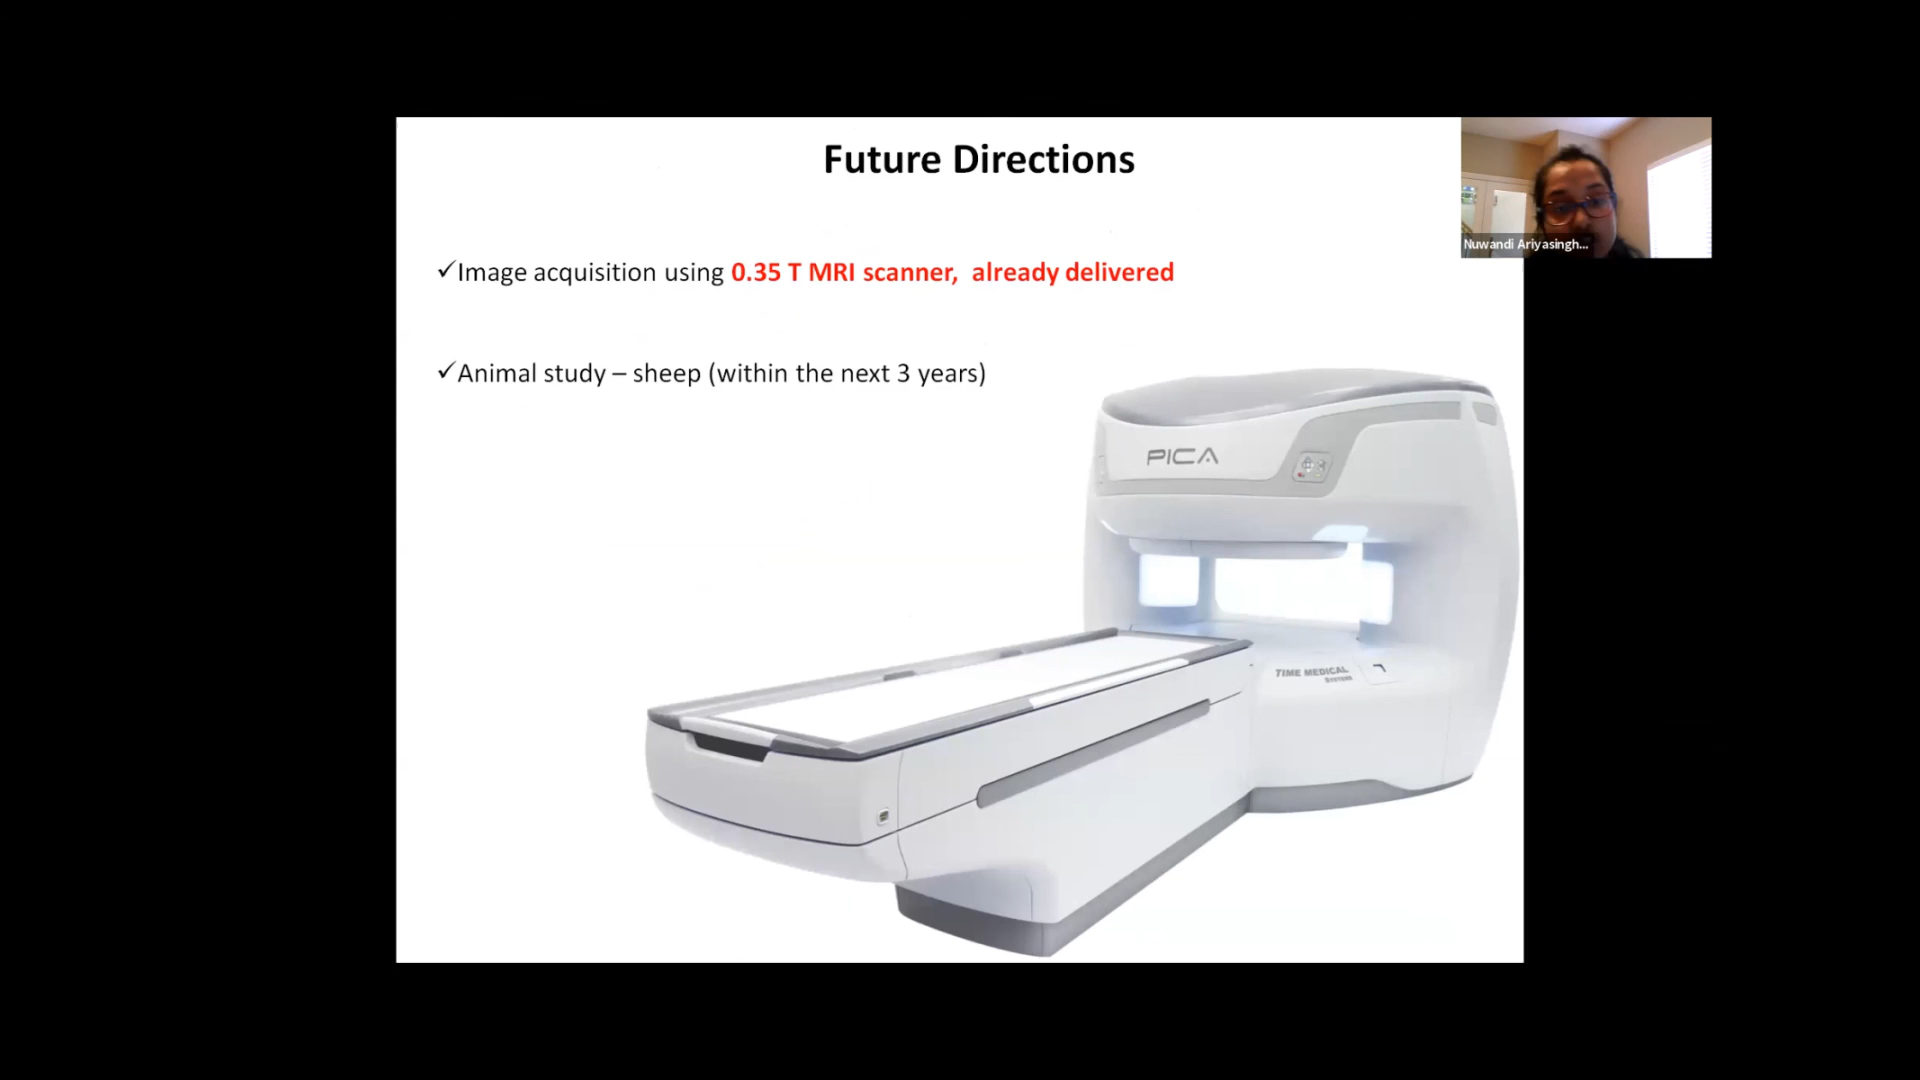 Future Directions
Nuwandi Ariyasingh...
✓Image acquisition using 0.35 T MRI scanner, already delivered
✓Animal study – sheep (within the next 3 years)
PICA
TIME MEDICAL
SYSTEMS